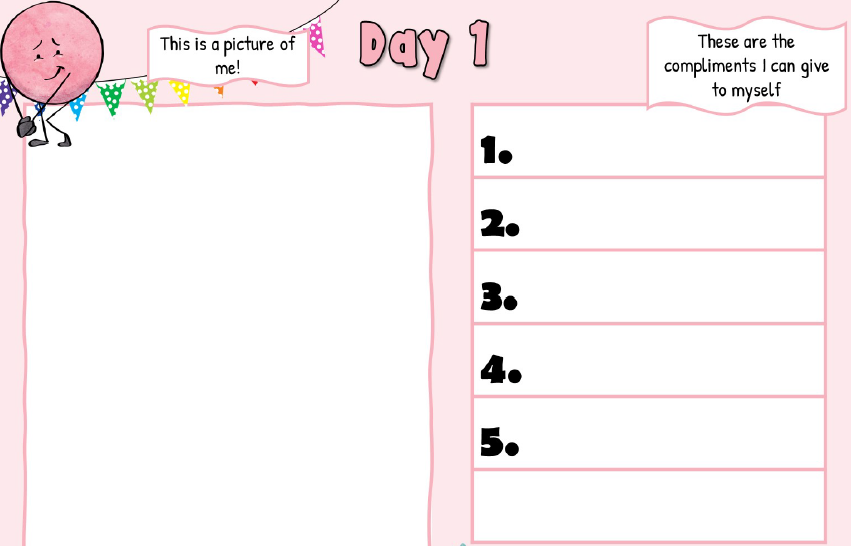 Day 1
This is a picture of
me!
These are the
compliments I can give
to myself
1.
2.
3.
4.
5.